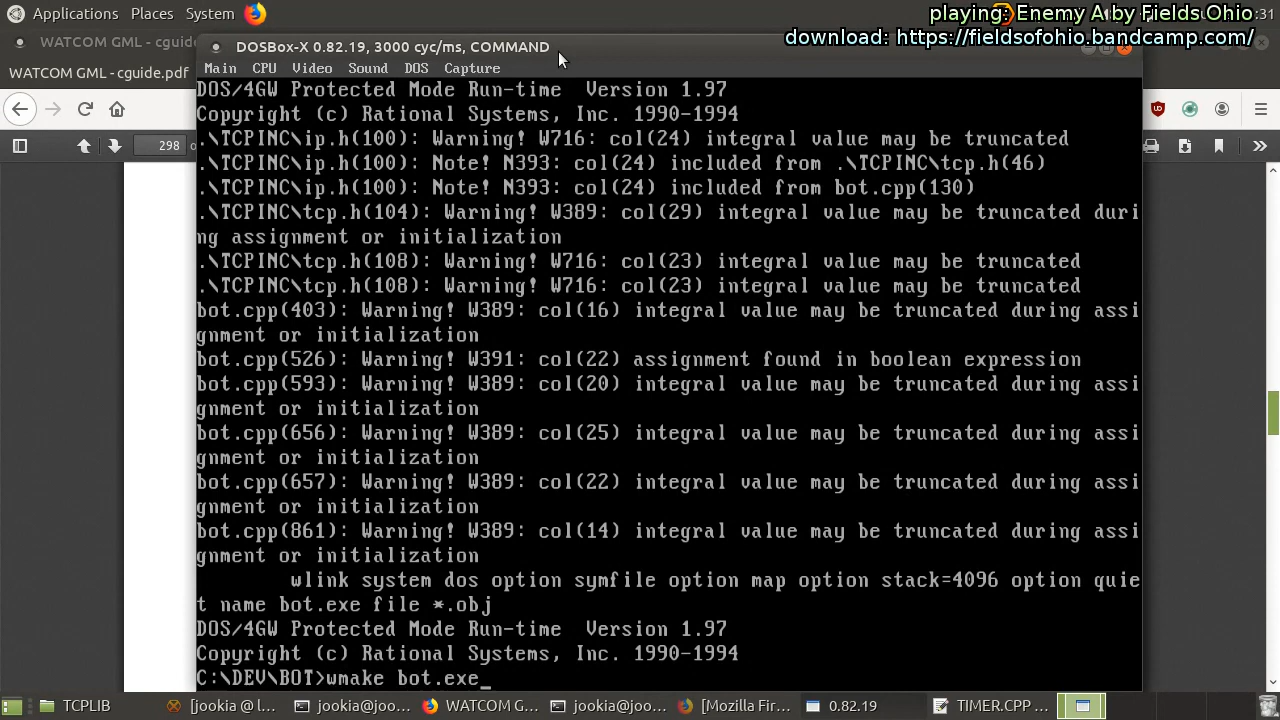 Applications Places System
:31
playing: Enemy A by Fields Ohio
download: https://fieldsofohio.bandcamp.com/
WATCOM GML - cguide
DOSBox-X 0.82.19, 3000 cyc/ms, COMMAND
WATCOM GML - cguide.pdf
Main CPU Video Sound DOS Capture
298
DOS/4GW Protected Mode Run-time  Version 1.97
Copyright (c) Rational Systems, Inc. 1990-1994
.\TCPINC\ip.h(100): Warning! W716: col(24) integral value may be truncated
.\TCPINC\ip.h(100): Note! N393: col(24) included from .\TCPINC\tcp.h(46)
.\TCPINC\ip.h(100): Note! N393: col(24) included from bot.cpp(130)
.\TCPINC\tcp.h(104): Warning! W389: col(29) integral value may be truncated duri
ng assignment or initialization
.\TCPINC\tcp.h(108): Warning! W716: col(23) integral value may be truncated
.\TCPINC\tcp.h(108): Warning! W716: col(23) integral value may be truncated
bot.cpp(403): Warning! W389: col(16) integral value may be truncated during assi
gnment or initialization
bot.cpp(526): Warning! W391: col(22) assignment found in boolean expression
bot.cpp(593): Warning! W389: col(20) integral value may be truncated during assi
gnment or initialization
bot.cpp(656): Warning! W389: col(25) integral value may be truncated during assi
gnment or initialization
bot.cpp(657): Warning! W389: col(22) integral value may be truncated during assi
gnment or initialization
bot.cpp(861): Warning! W389: col(14) integral value may be truncated during assi
gnment or initialization
wlink system dos option symfile option map option stack=4096 option quie
t name bot.exe file *.obj
DOS/4GW Protected Mode Run-time  Version 1.97
Copyright (c) Rational Systems, Inc. 1990-1994
C:\DEV\BOT>wmake bot.exe_
TCPLIB [jookia @ l... jookia@joo... WATCOM G... jookia@joo... [Mozilla Fir... 0.82.19 TIMER.CPP ...